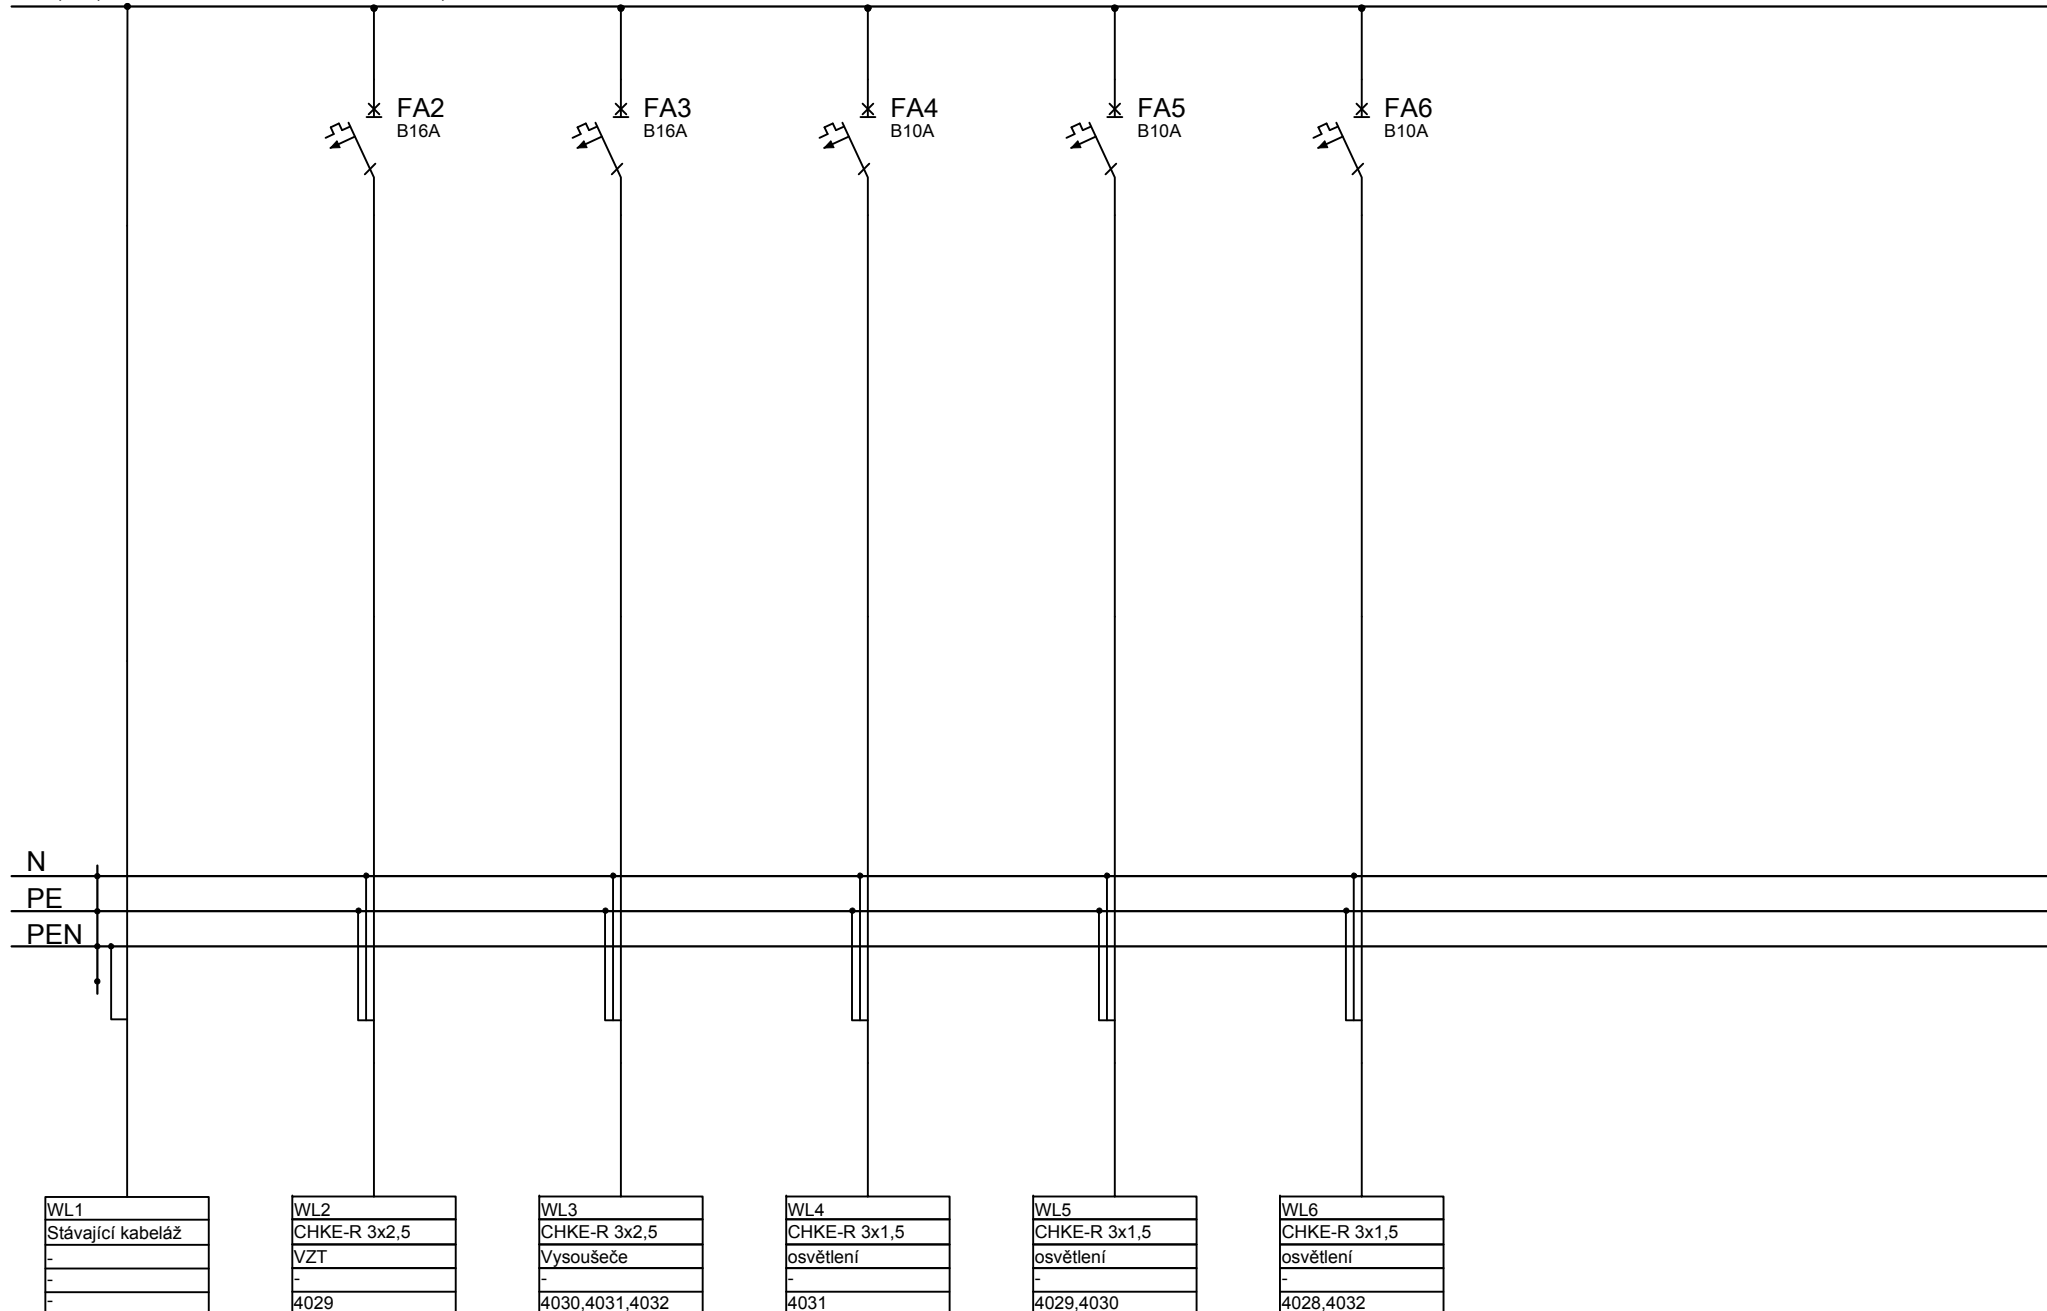 FA2
B16A
FA3
B16A
FA4
B10A
FA5
B10A
FA6
B10A
N
PE
PEN
WL1
Stávající kabeláž
-
-
-
WL2
CHKE-R 3x2,5
VZT
-
4029
WL3
CHKE-R 3x2,5
Vysoušeče
-
4030,4031,4032
WL4
CHKE-R 3x1,5
osvětlení
-
4031
WL5
CHKE-R 3x1,5
osvětlení
-
4029,4030
WL6
CHKE-R 3x1,5
osvětlení
-
4028,4032